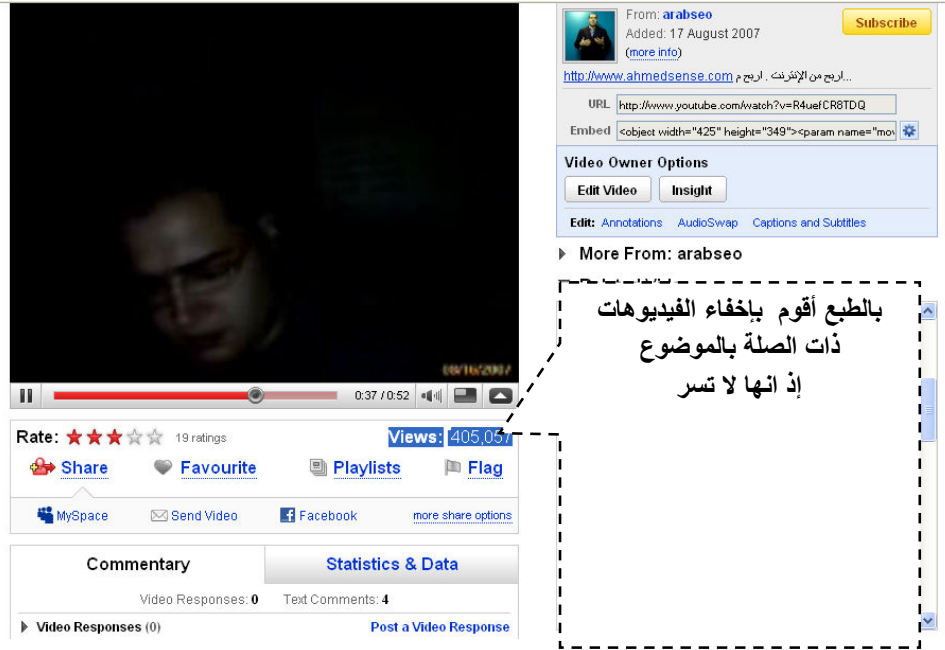 From: arabseo
Added: 17 August 2007
(more info)
Subscribe
http://www.ahmedsense.com اربح من الإنترنت . اربح م...
URL http://www.youtube.com/watch?v=R4uefCR8TDQ
Embed <object width="425" height="349"><param name="mov
Video Owner Options
Edit Video Insight
Edit: Annotations AudioSwap Captions and Subtitles
More From: arabseo
بالطبع أقوم بإخفاء الفيديوهات
ذات الصلة بالموضوع
إذ انها لا تسر
08/16/2007
0:37 / 0:52
Rate: 19 ratings Views: 405,057
Share Favourite Playlists Flag
MySpace Send Video Facebook more share options
Commentary Statistics & Data
Video Responses: 0 Text Comments: 4
Video Responses (0) Post a Video Response